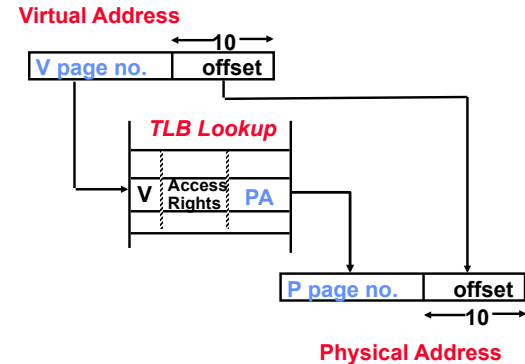 Virtual Address
10
V page no. offset
TLB Lookup
V Access Rights PA
P page no. offset
10
Physical Address